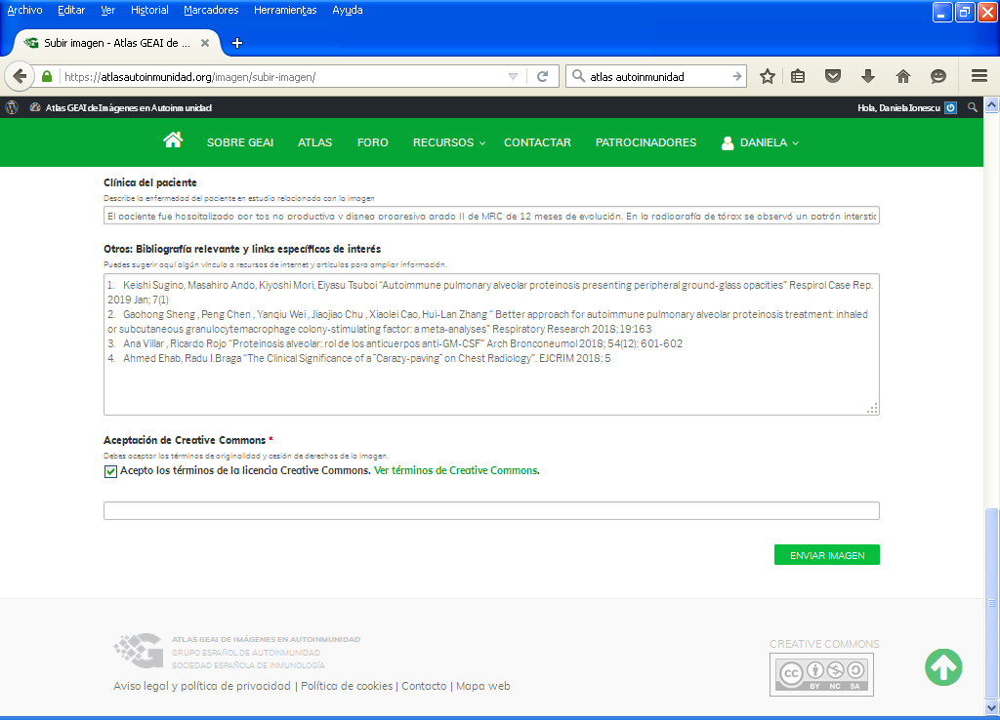 Archivo Editar Ver Historial Marcadores Herramientas Ayuda
Subir imagen - Atlas GEAI de ...
https://atlasautoinmunidad.org/imagen/subir-imagen/
atlas autoinmunidad
Atlas GEAI de Imágenes en Autoinmunidad
Hola, Daniela Ionescu
SOBRE GEAI ATLAS FORO RECURSOS CONTACTAR PATROCINADORES DANIELA
Clínica del paciente
Describe la enfermedad del paciente en estudio relacionada con la imagen
El paciente fue hospitalizado por tos no productiva y disnea progresiva grado II de MRC de 12 meses de evolución. En la radiografía de tórax se observó un patrón interstic
Otros: Bibliografía relevante y links específicos de interés
Puedes sugerir aquí algún vínculo a recursos de internet y artículos para ampliar información.
1. Keishi Sugino, Masahiro Ando, Kiyoshi Mori, Eiyasu Tsuboi "Autoimmune pulmonary alveolar proteinosis presenting peripheral ground-glass opacities" Respirol Case Rep.
2019 Jan; 7(1)
2. Gaohong Sheng , Peng Chen , Yanqiu Wei , Jiaojiao Chu , Xiaolei Cao, Hui-Lan Zhang " Better approach for autoimmune pulmonary alveolar proteinosis treatment: inhaled
or subcutaneous granulocytemacrophage colony-stimulating factor: a meta-analyses" Respiratory Research 2018; 19:163
3. Ana Villar , Ricardo Rojo "Proteinosis alveolar: rol de los anticuerpos anti-GM-CSF" Arch Bronconeumol 2018; 54(12): 601-602
4. Ahmed Ehab, Radu I.Braga "The Clinical Significance of a "Carazy-paving" on Chest Radiology". EJCRIM 2018; 5
Aceptación de Creative Commons *
Debes aceptar los términos de originalidad y cesión de derechos de la imagen.
Acepto los términos de la licencia Creative Commons. Ver términos de Creative Commons.
ENVIAR IMAGEN
ATLAS GEAI DE IMÁGENES EN AUTOINMUNIDAD
GRUPO ESPAÑOL DE AUTOINMUNIDAD
SOCIEDAD ESPAÑOLA DE INMUNOLOGÍA
Aviso legal y política de privacidad | Política de cookies | Contacto | Mapa web
CREATIVE COMMONS
cc
BY NC SA